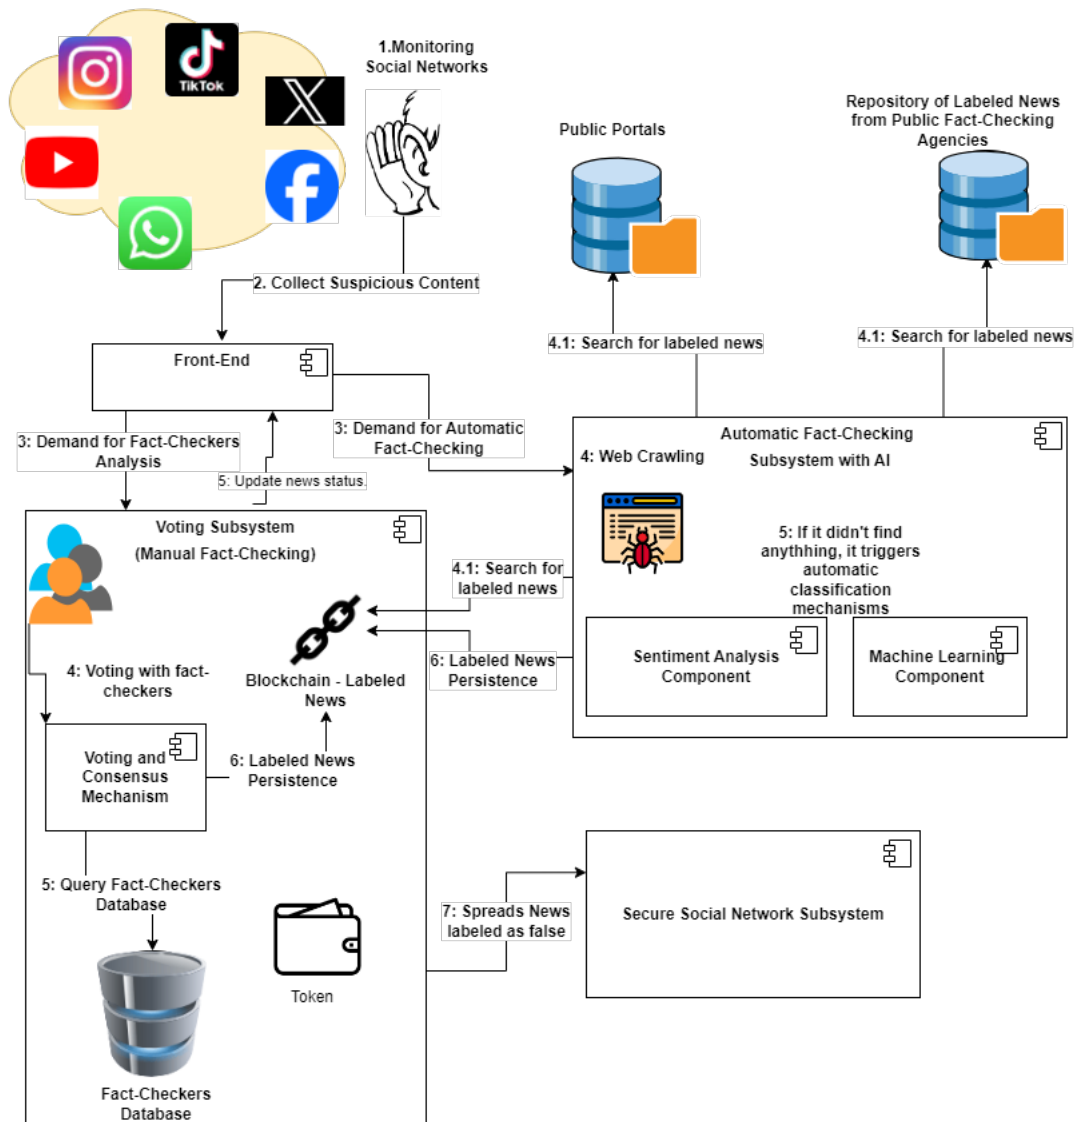 TikTok
1.Monitoring
Social Networks
Public Portals
Repository of Labeled News
from Public Fact-Checking
Agencies
2. Collect Suspicious Content
4.1: Search for labeled news
4.1: Search for labeled news
Front-End
3: Demand for Fact-Checkers
Analysis
3: Demand for Automatic
Fact-Checking
5: Update news status.
Automatic Fact-Checking
Subsystem with AI
4: Web Crawling
5: If it didn't find
anythhing, it triggers
automatic
classification
mechanisms
Voting Subsystem
(Manual Fact-Checking)
4.1: Search for
labeled news
6: Labeled News
Persistence
Sentiment Analysis
Component
Machine Learning
Component
4: Voting with fact-
checkers
Blockchain - Labeled
News
Voting and
Consensus
Mechanism
6: Labeled News
Persistence
5: Query Fact-Checkers
Database
7: Spreads News
labeled as false
Secure Social Network Subsystem
Token
Fact-Checkers
Database